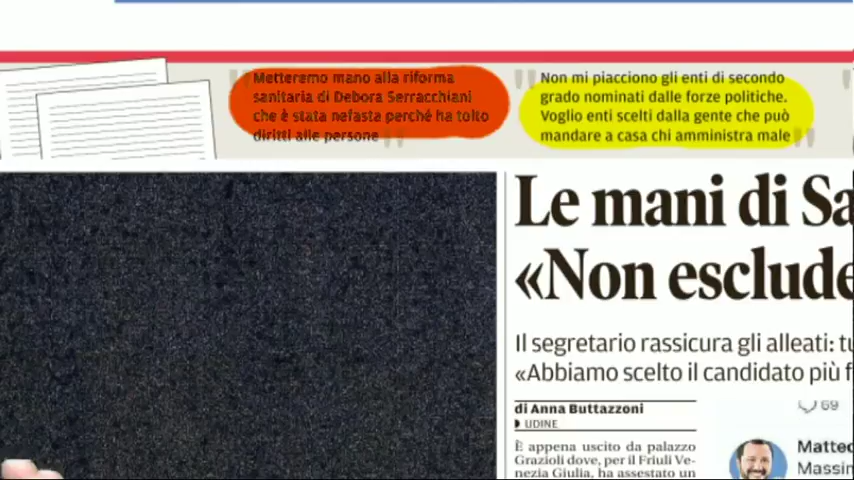 Metteremo mano alla riforma
sanitaria di Debora Serracchiani
che è stata nefasta perché ha tolto
diritti alle persone
Non mi piacciono gli enti di secondo
grado nominati dalle forze politiche.
Voglio enti scelti dalla gente che può
mandare a casa chi amministra male
Le mani di Sa
«Non esclude
Il segretario rassicura gli alleati: tu
«Abbiamo scelto il candidato più f
di Anna Buttazzoni
UDINE
È appena uscito da palazzo
Grazioli dove, per il Friuli Ve-
nezia Giulia, ha assestato un
69
Matteo
Massin